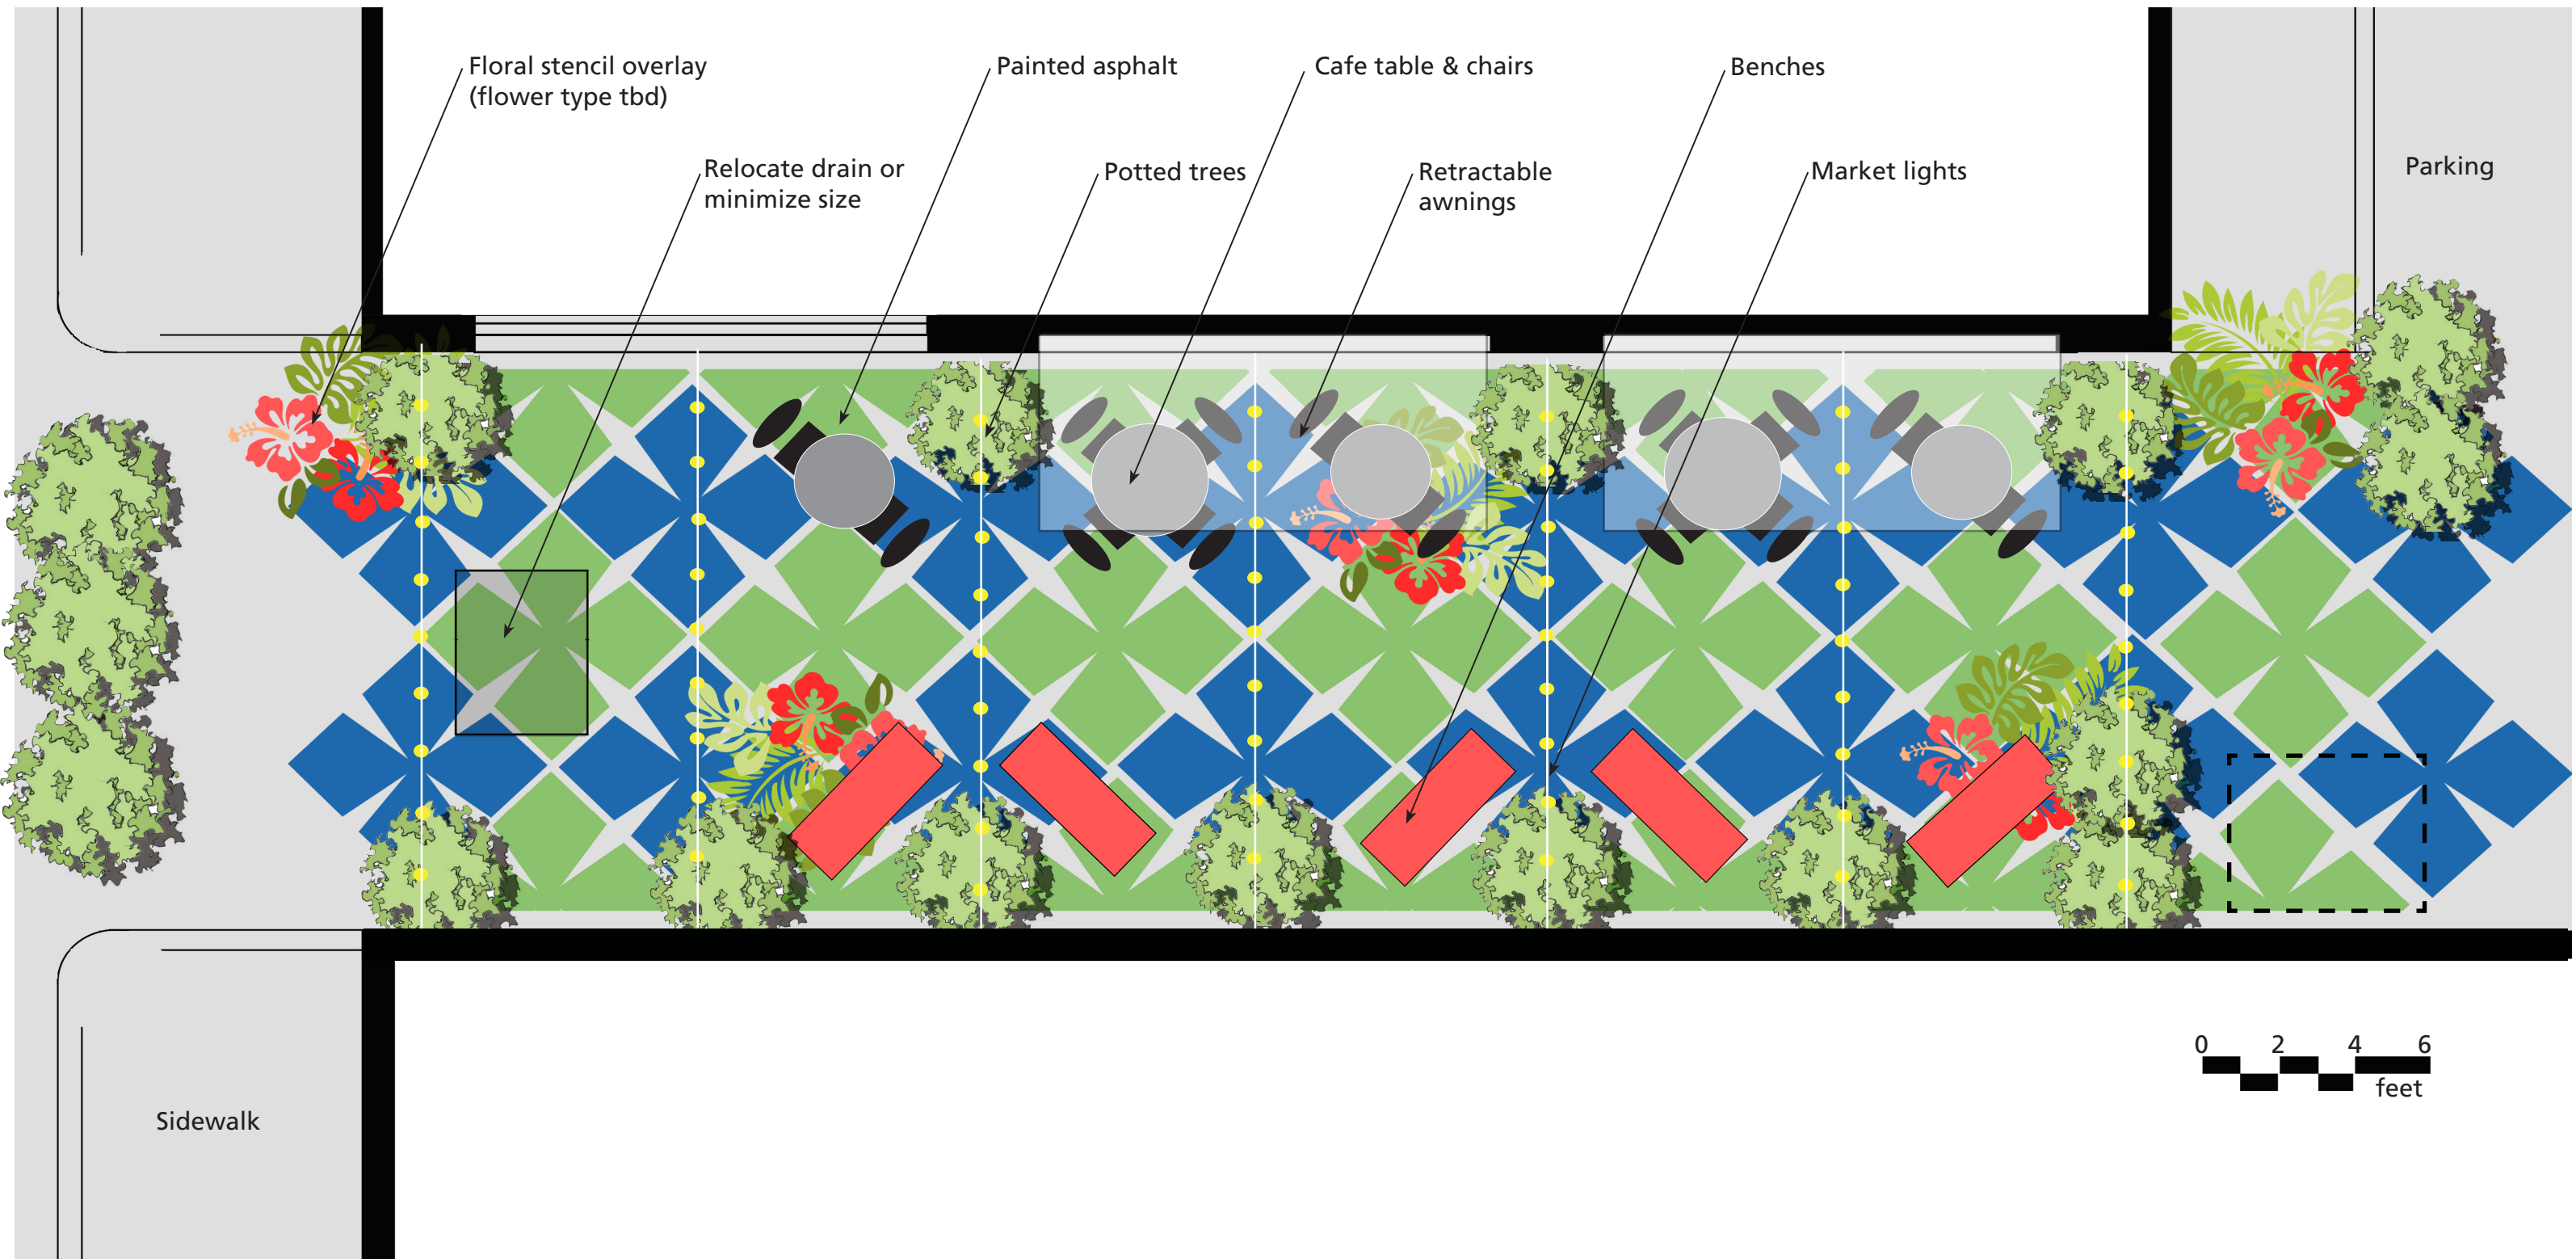 Floral stencil overlay
(flower type tbd)
Painted asphalt
Cafe table & chairs
Benches
Relocate drain or
minimize size
Potted trees
Retractable
awnings
Market lights
Parking
0 2 4 6
feet
Sidewalk